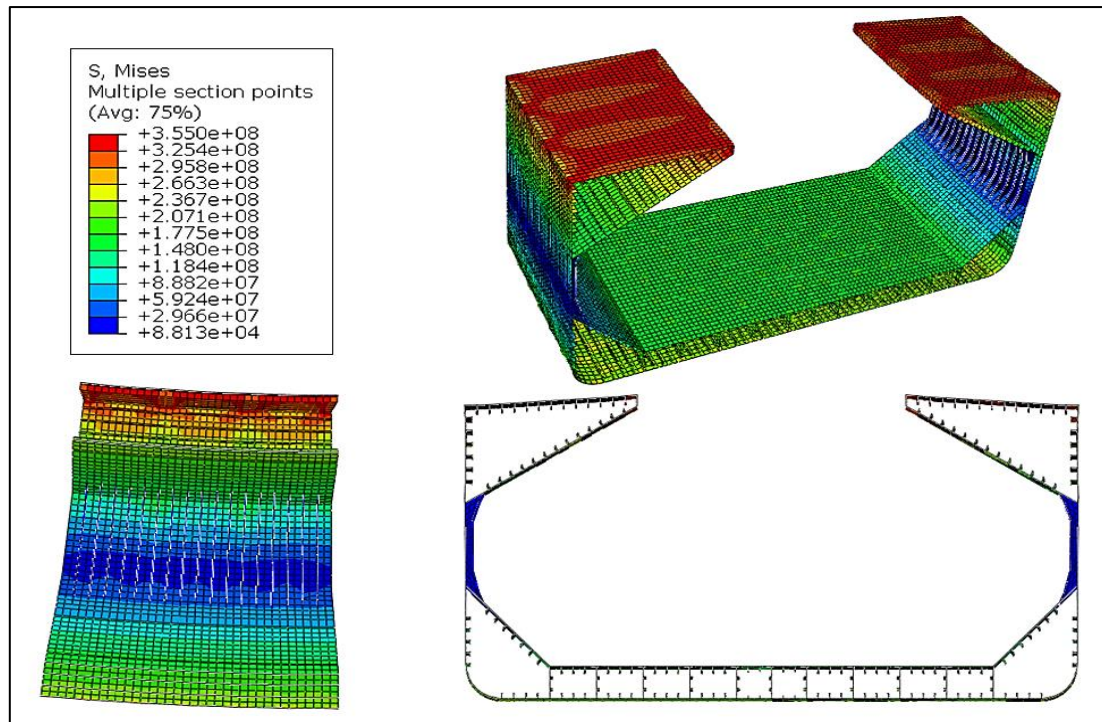 S, Mises
Multiple section points
(Avg: 75%)
+3.550e+08
+3.254e+08
+2.958e+08
+2.663e+08
+2.367e+08
+2.071e+08
+1.775e+08
+1.480e+08
+1.184e+08
+8.882e+07
+5.924e+07
+2.966e+07
+8.813e+04